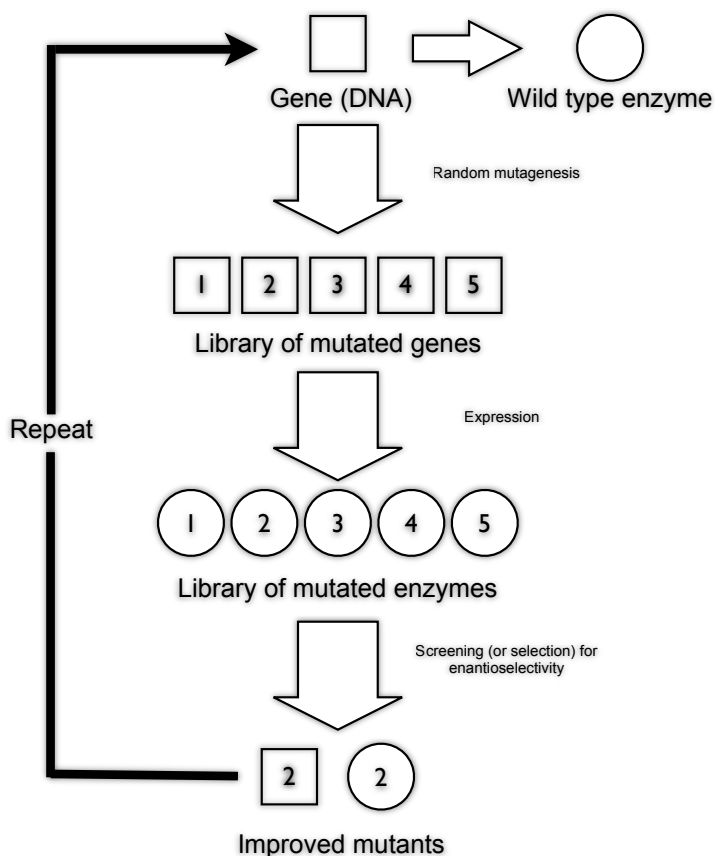 Gene (DNA)
Wild type enzyme
Random mutagenesis
1 2 3 4 5
Library of mutated genes
Expression
Repeat
1 2 3 4 5
Library of mutated enzymes
Screening (or selection) for
enantioselectivity
2 2
Improved mutants